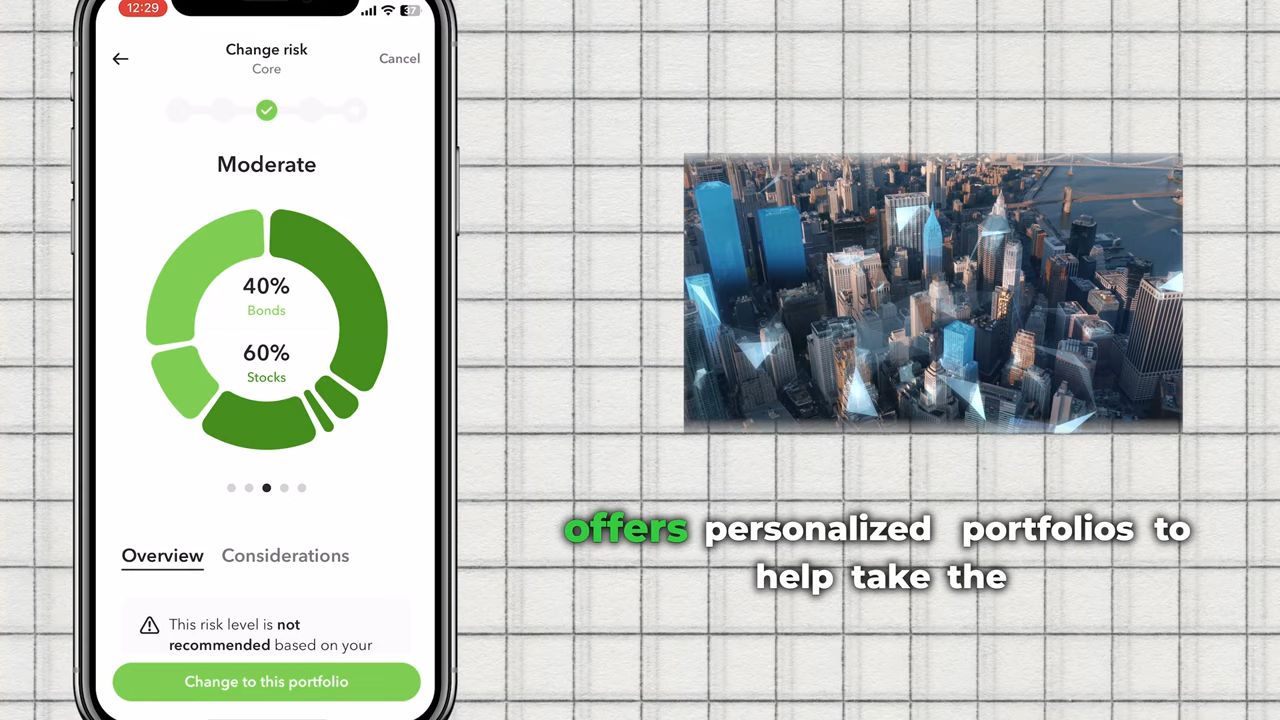 12:29
37
Change risk
Core
Cancel
Moderate
40%
Bonds
60%
Stocks
Overview
Considerations
This risk level is not
recommended based on your
Change to this portfolio
offers personalized portfolios to
help take the